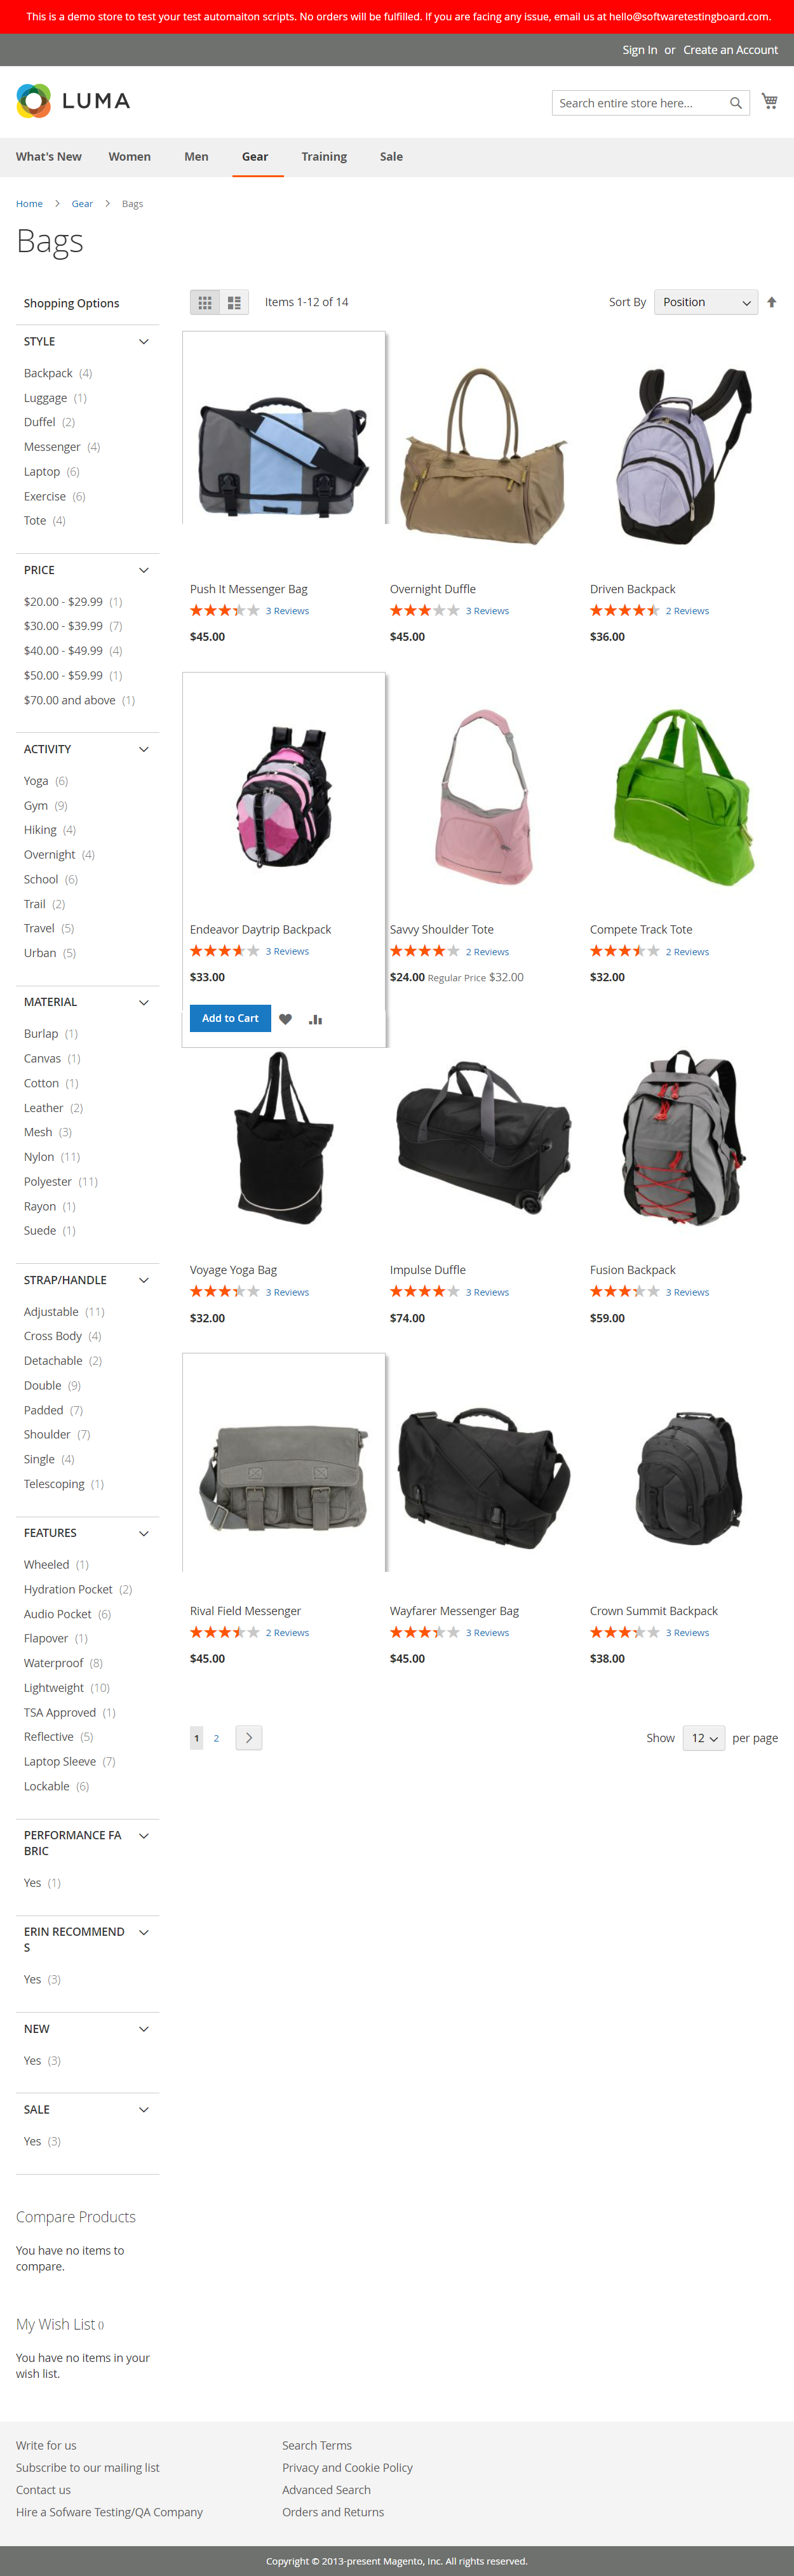 This is a demo store to test your test automaiton scripts. No orders will be fulfilled. If you are facing any issue, email us at hello@softwaretestingboard.com.
Sign In or Create an Account
LUMA
Search entire store here...
What's New Women Men Gear Training Sale
Home > Gear > Bags
Bags
Shopping Options
Items 1-12 of 14
Sort By Position
STYLE
Backpack (4)
Luggage (1)
Duffel (2)
Messenger (4)
Laptop (6)
Exercise (6)
Tote (4)
PRICE
$20.00 - $29.99 (1)
$30.00 - $39.99 (7)
$40.00 - $49.99 (4)
$50.00 - $59.99 (1)
$70.00 and above (1)
ACTIVITY
Yoga (6)
Gym (9)
Hiking (4)
Overnight (4)
School (6)
Trail (2)
Travel (5)
Urban (5)
MATERIAL
Burlap (1)
Canvas (1)
Cotton (1)
Leather (2)
Mesh (3)
Nylon (11)
Polyester (11)
Rayon (1)
Suede (1)
STRAP/HANDLE
Adjustable (11)
Cross Body (4)
Detachable (2)
Double (9)
Padded (7)
Shoulder (7)
Single (4)
Telescoping (1)
FEATURES
Wheeled (1)
Hydration Pocket (2)
Audio Pocket (6)
Flapover (1)
Waterproof (8)
Lightweight (10)
TSA Approved (1)
Reflective (5)
Laptop Sleeve (7)
Lockable (6)
PERFORMANCE FA
BRIC
Yes (1)
ERIN RECOMMEND
S
Yes (3)
NEW
Yes (3)
SALE
Yes (3)
Compare Products
You have no items to
compare.
My Wish List ()
You have no items in your
wish list.
Push It Messenger Bag
3 Reviews
$45.00
Overnight Duffle
3 Reviews
$45.00
Driven Backpack
2 Reviews
$36.00
Endeavor Daytrip Backpack
3 Reviews
$33.00
Add to Cart
Savvy Shoulder Tote
2 Reviews
$24.00 Regular Price $32.00
Compete Track Tote
2 Reviews
$32.00
Voyage Yoga Bag
3 Reviews
$32.00
Impulse Duffle
3 Reviews
$74.00
Fusion Backpack
3 Reviews
$59.00
Rival Field Messenger
2 Reviews
$45.00
Wayfarer Messenger Bag
3 Reviews
$45.00
Crown Summit Backpack
3 Reviews
$38.00
1 2
Show 12 per page
Write for us
Subscribe to our mailing list
Contact us
Hire a Sofware Testing/QA Company
Search Terms
Privacy and Cookie Policy
Advanced Search
Orders and Returns
Copyright © 2013-present Magento, Inc. All rights reserved.